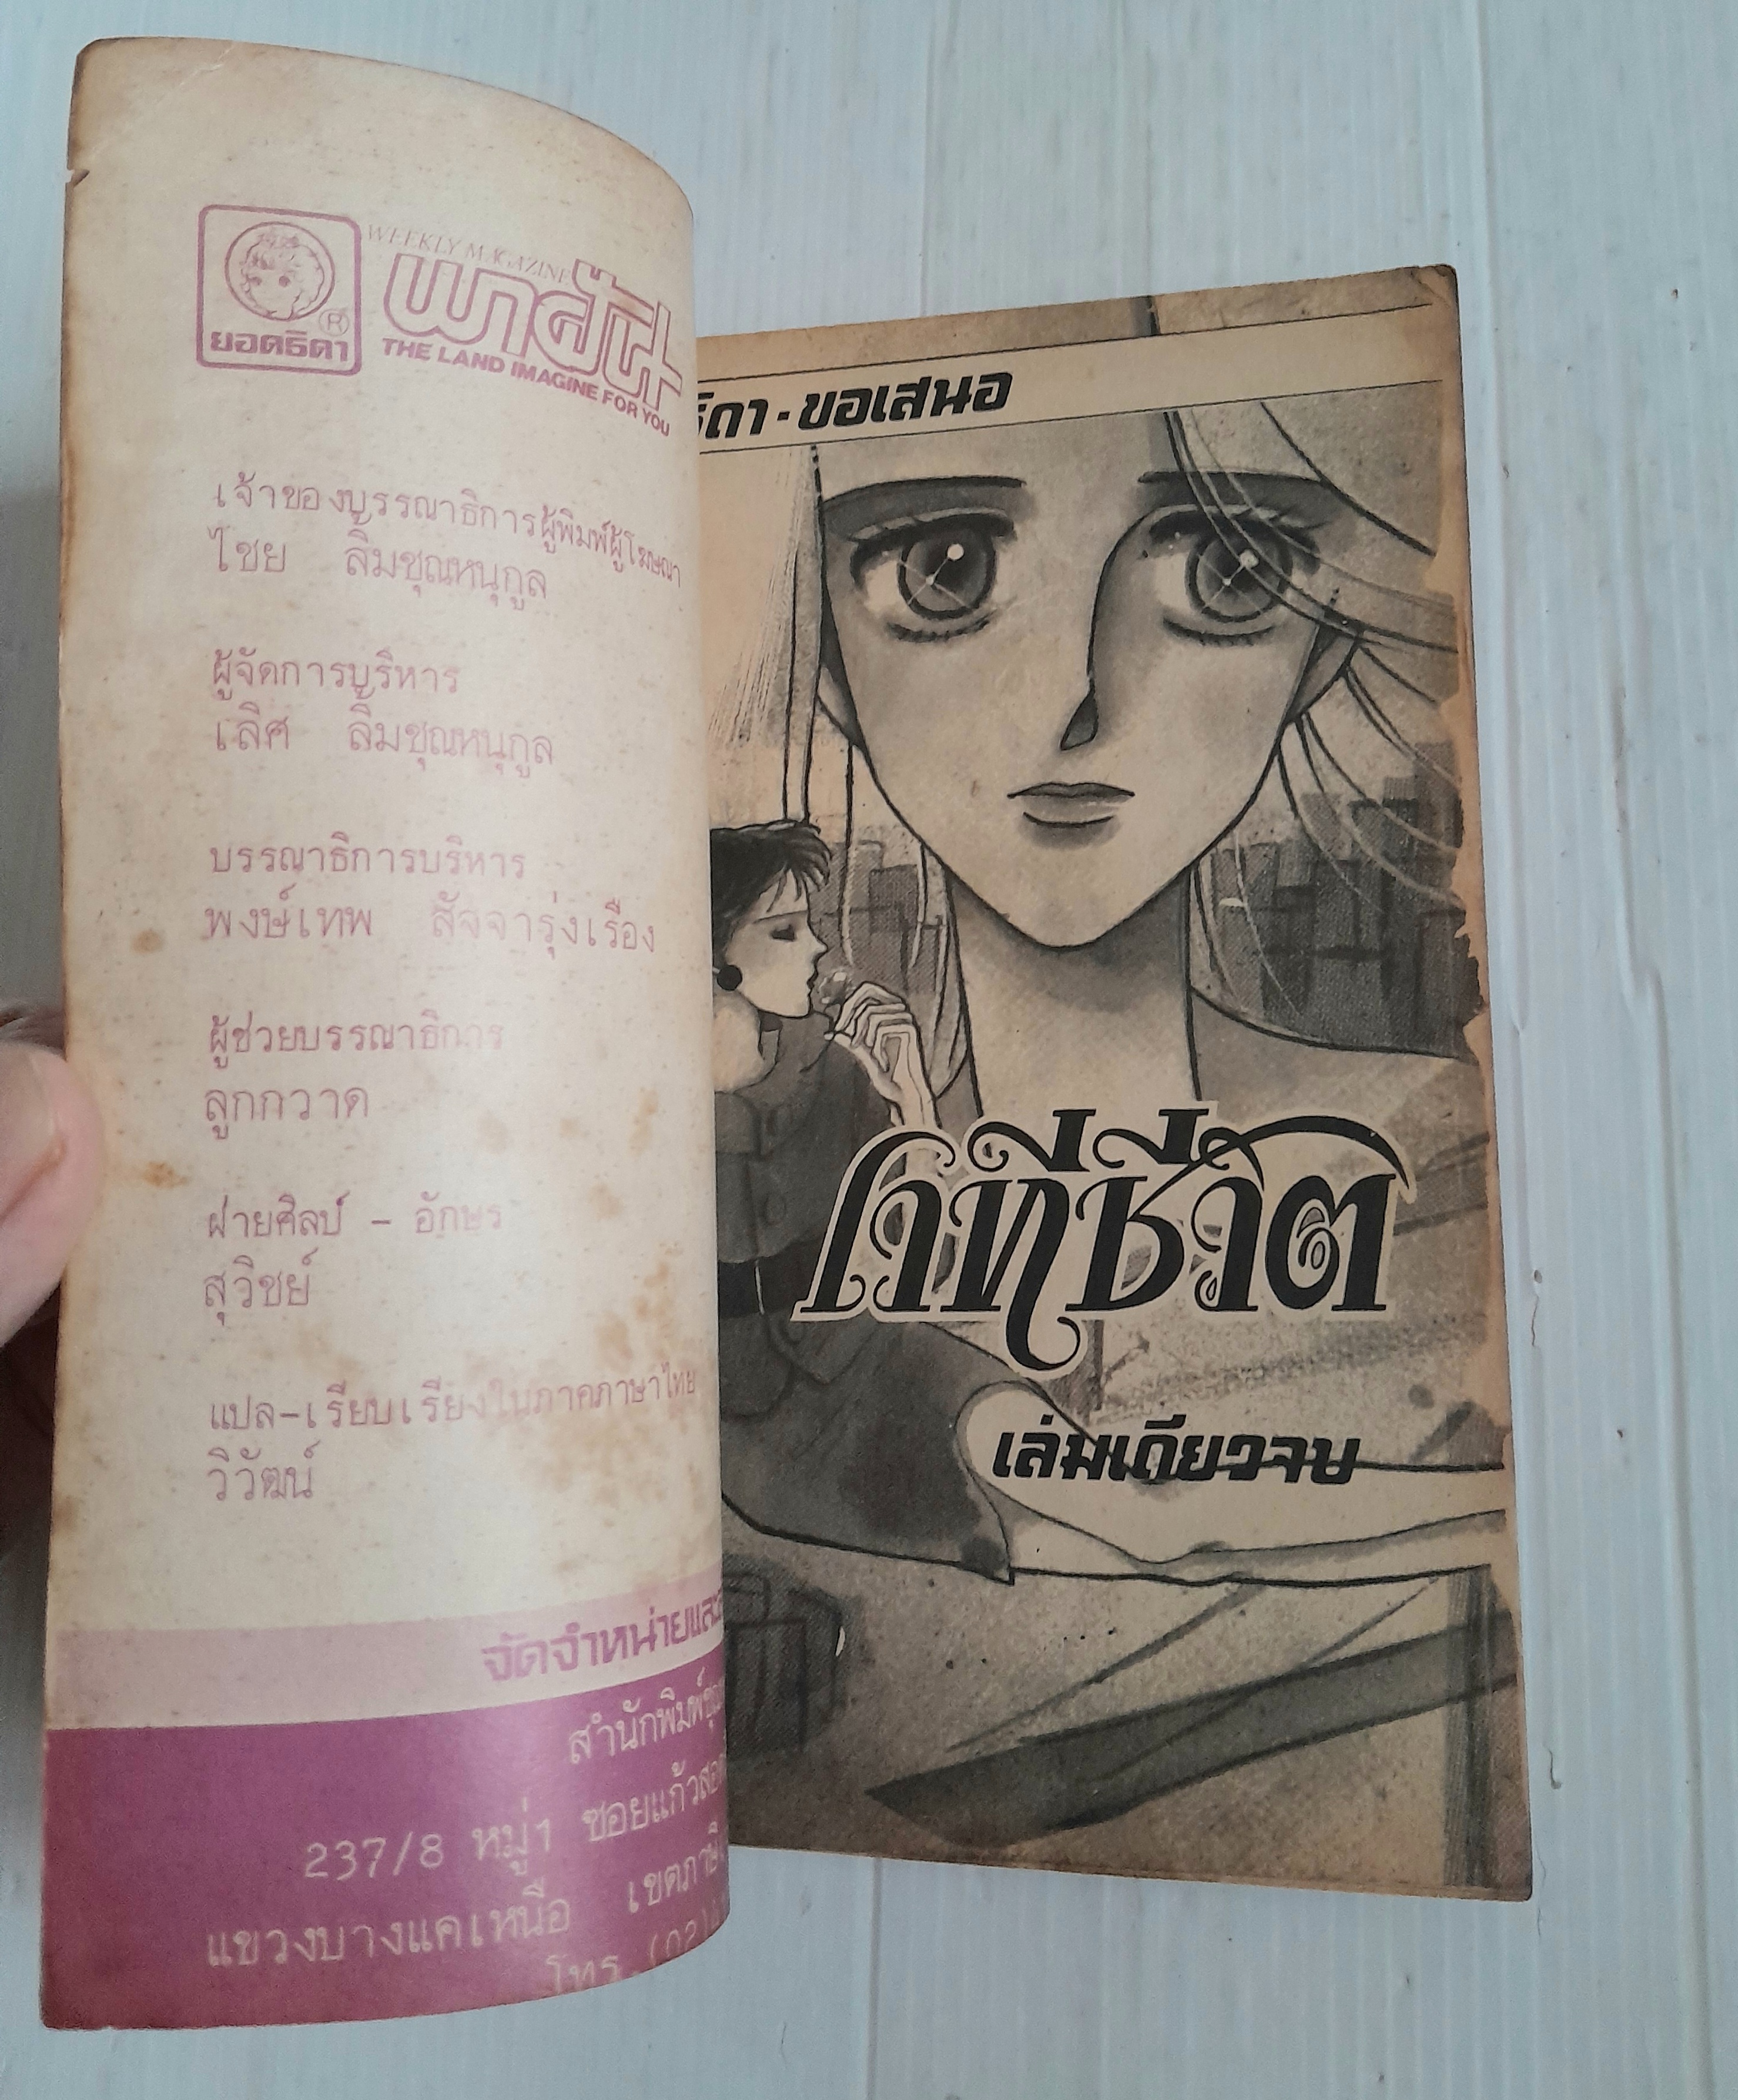 WEEKLY MAGAZINE
พาฝัน
THE LAND IMAGINE FOR YOU
ยอดธิดา
เจ้าของบรรณาธิการผู้พิมพ์ผู้โฆษณา
ไชย ลิ้มชุณหนุกูล
ผู้จัดการบริหาร
เลิศ ลิ้มชุณหนุกูล
บรรณาธิการบริหาร
พงษ์เทพ สัจจารุ่งเรือง
ผู้ช่วยบรรณาธิการ
ลูกกวาด
ฝ่ายศิลป์ - อักษร
สุวิชย์
แปล-เรียบเรียงในภาคภาษาไทย
วิวัฒน์
จัดจำหน่ายและ
สำนักพิมพ์
237/8 หมู่1
แขวงบางแคเหนือ
โทร. (02)
ธิดา - ขอเสนอ
เวทีชีวิต
เล่มเดียวจบ